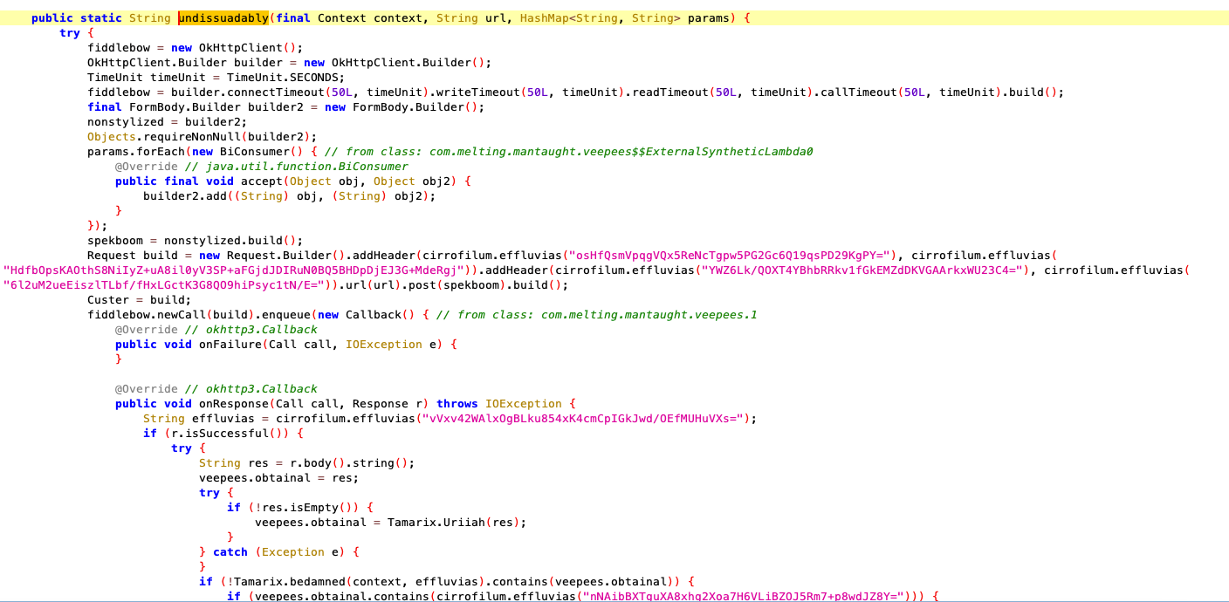 public static String undissuadably(final Context context, String url, HashMap<String, String> params) {
try {
fiddlebow = new OkHttpClient();
OkHttpClient.Builder builder = new OkHttpClient.Builder();
TimeUnit timeUnit = TimeUnit.SECONDS;
fiddlebow = builder.connectTimeout(50L, timeUnit).writeTimeout(50L, timeUnit).readTimeout(50L, timeUnit).callTimeout(50L, timeUnit).build();
final FormBody.Builder builder2 = new FormBody.Builder();
nonstylized = builder2;
Objects.requireNonNull(builder2);
params.forEach(new BiConsumer() { // from class: com.melting.mantaught.veepees$$ExternalSyntheticLambda0
@Override // java.util.function.BiConsumer
public final void accept(Object obj, Object obj2) {
builder2.add((String) obj, (String) obj2);
}
});
spekboom = nonstylized.build();
Request build = new Request.Builder().addHeader(cirrofilum.effluvias("osHfQsmVpqgVQx5ReNcTgpw5PG2Gc6Q19qsPD29KgPY="), cirrofilum.effluvias(
"HdfbOpsKAOthS8NiIyZ+uA8il0yV3SP+aFGjdJDIRuN0BQ5BHDpDjEJ3G+MdeRgj")).addHeader(cirrofilum.effluvias("YWZ6Lk/QOXT4YBhbRRkv1fGkEMZdDKVGAArkxWU23C4="), cirrofilum.effluvias(
"6l2uM2ueEiszlTLbf/fHxLGctK3G8QO9hiPsyc1tN/E=")).url(url).post(spekboom).build();
Custer = build;
fiddlebow.newCall(build).enqueue(new Callback() { // from class: com.melting.mantaught.veepees.1
@Override // okhttp3.Callback
public void onFailure(Call call, IOException e) {
}
@Override // okhttp3.Callback
public void onResponse(Call call, Response r) throws IOException {
String effluvias = cirrofilum.effluvias("vVxv42WAlxOgBLku854xK4cmCpIGkJwd/OEfMUHuVXs=");
if (r.isSuccessful()) {
try {
String res = r.body().string();
veepees.obtainal = res;
try {
if (!res.isEmpty()) {
veepees.obtainal = Tamarix.Uriiah(res);
}
} catch (Exception e) {
}
if (!Tamarix.bedamned(context, effluvias).contains(veepees.obtainal)) {
if (veepees.obtainal.contains(cirrofilum.effluvias("nNAibBXTquXA8xhq2Xoa7H6VLiBZOJ5Rm7+p8wdJZ8Y="))) {